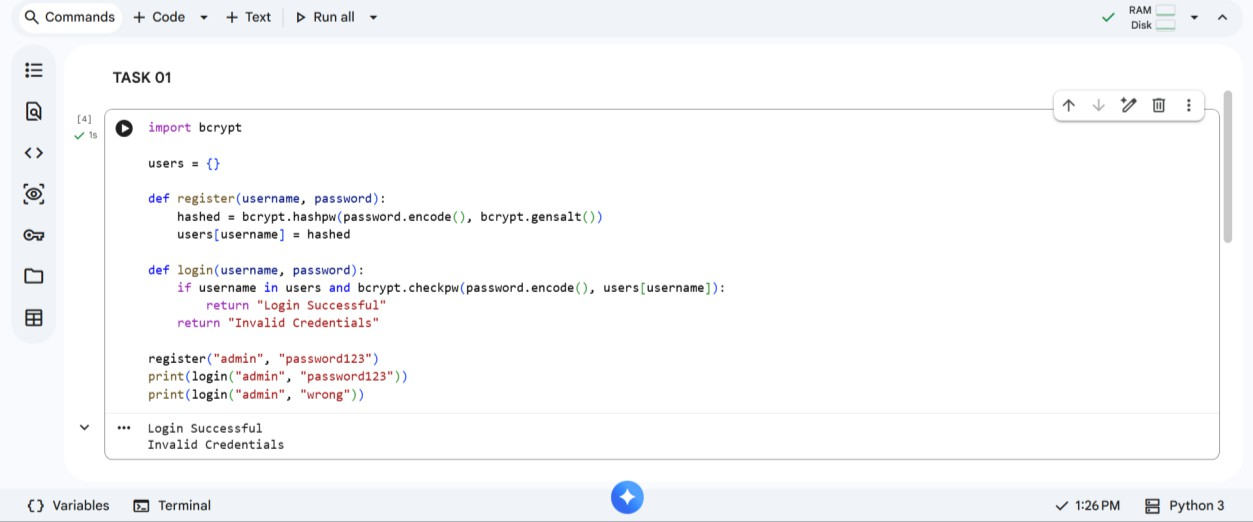 Commands + Code + Text Run all RAM
Disk
TASK 01
[4]
1s
import bcrypt
users = {}
def register(username, password):
    hashed = bcrypt.hashpw(password.encode(), bcrypt.gensalt())
    users[username] = hashed
def login(username, password):
    if username in users and bcrypt.checkpw(password.encode(), users[username]):
        return "Login Successful"
    return "Invalid Credentials"
register("admin", "password123")
print(login("admin", "password123"))
print(login("admin", "wrong"))
Login Successful
Invalid Credentials
Variables Terminal 1:26 PM Python 3